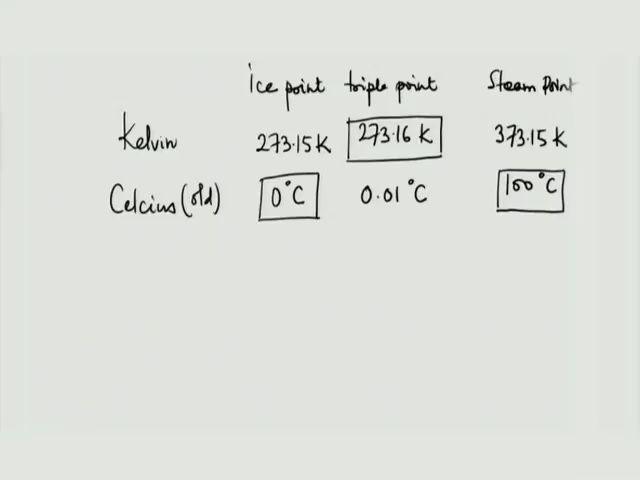 Ice point triple point Steam Point
Kelvin 273.15 K 273.16 K 373.15 K
Celcius (old) 0°C 0.01 °C 100°C